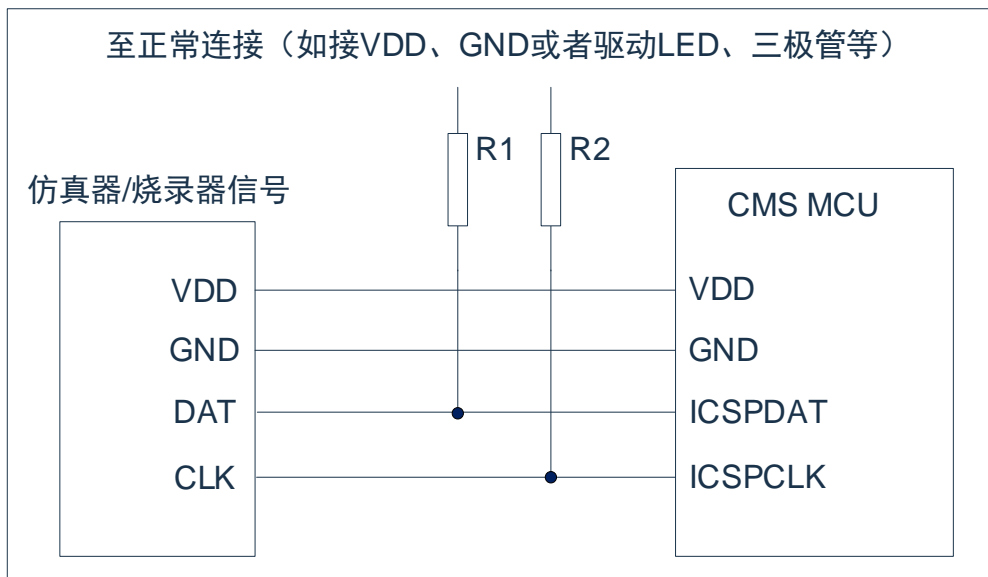 至正常连接（如接VDD、GND或者驱动LED、三极管等）
R1 R2
仿真器/烧录器信号
CMS MCU
VDD VDD
GND GND
DAT ICSPDAT
CLK ICSPCLK